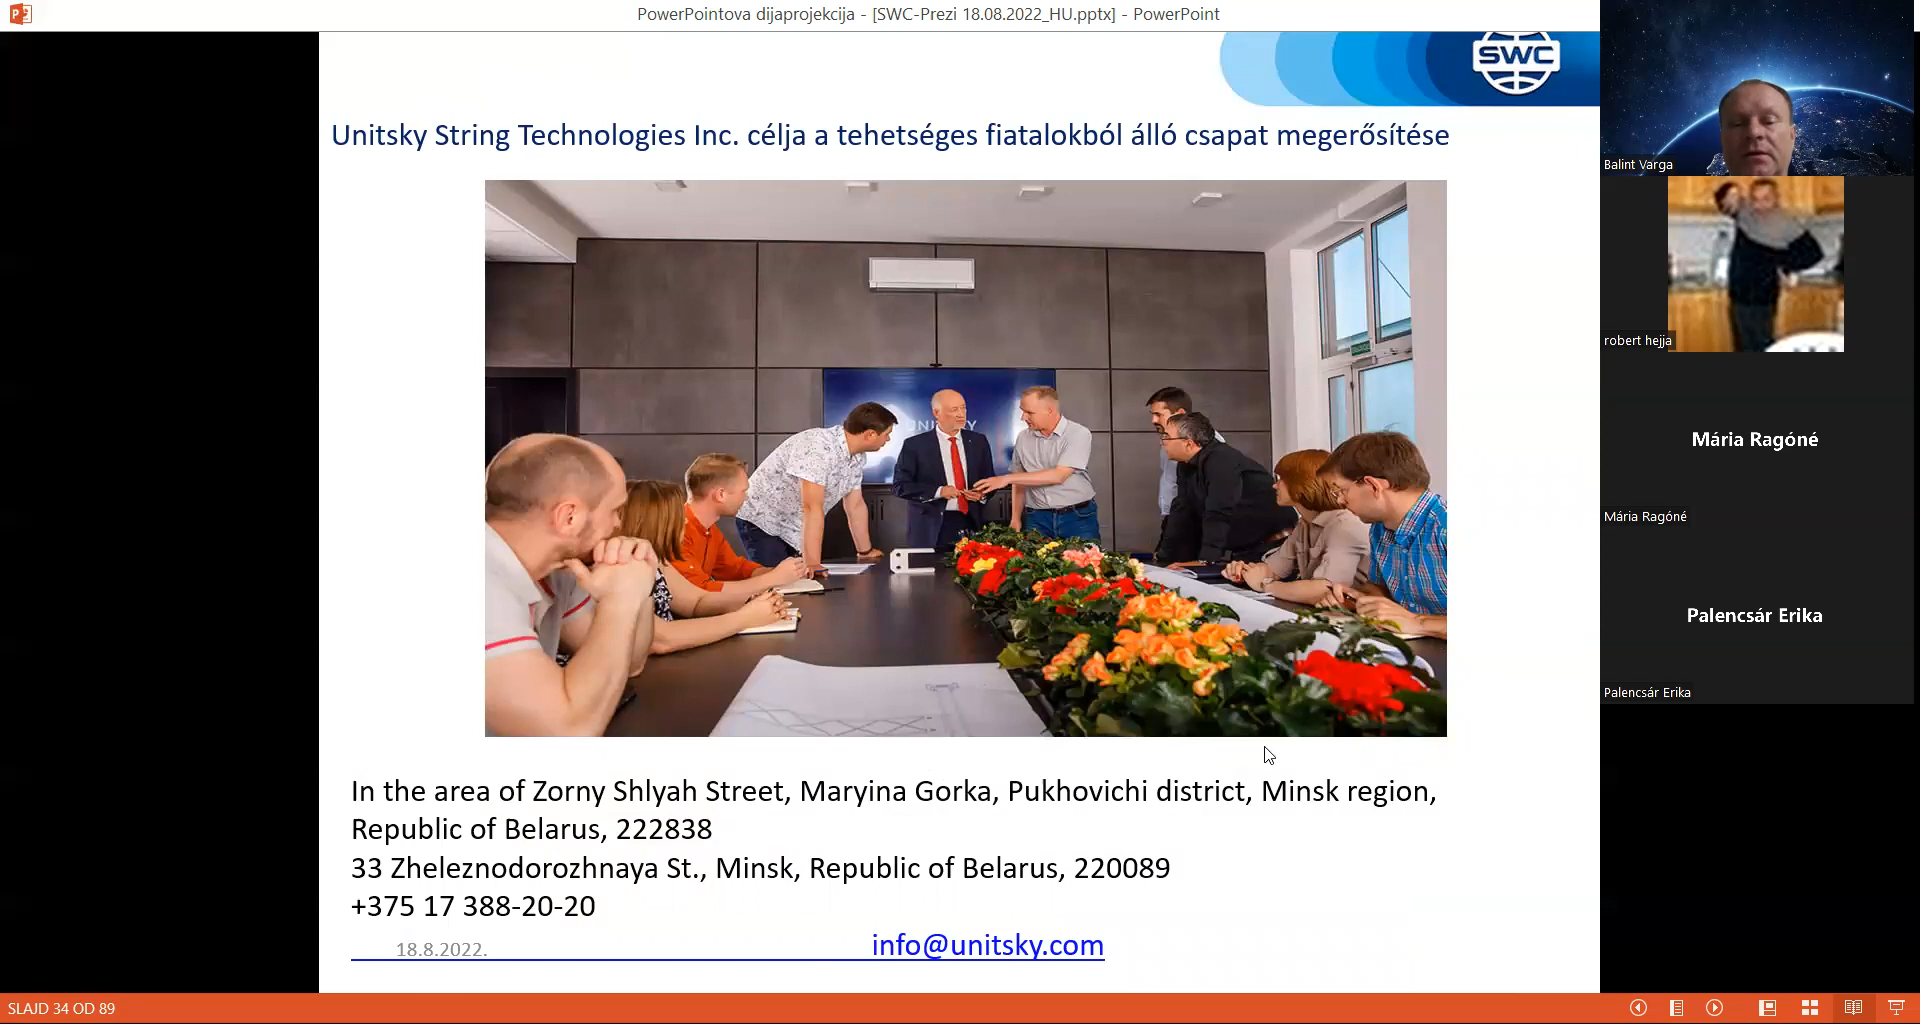 PowerPointova dijaprojekcija - [SWC-Prezi 18.08.2022_HU.pptx] - PowerPoint
SWC
Unitsky String Technologies Inc. célja a tehetséges fiatalokból álló csapat megerősítése
In the area of Zorny Shlyah Street, Maryina Gorka, Pukhovichi district, Minsk region,
Republic of Belarus, 222838
33 Zheleznodorozhnaya St., Minsk, Republic of Belarus, 220089
+375 17 388-20-20
18.8.2022.
info@unitsky.com
Balint Varga
robert hejja
Mária Ragóné
Mária Ragóné
Palencsár Erika
Palencsár Erika
SLAJD 34 OD 89